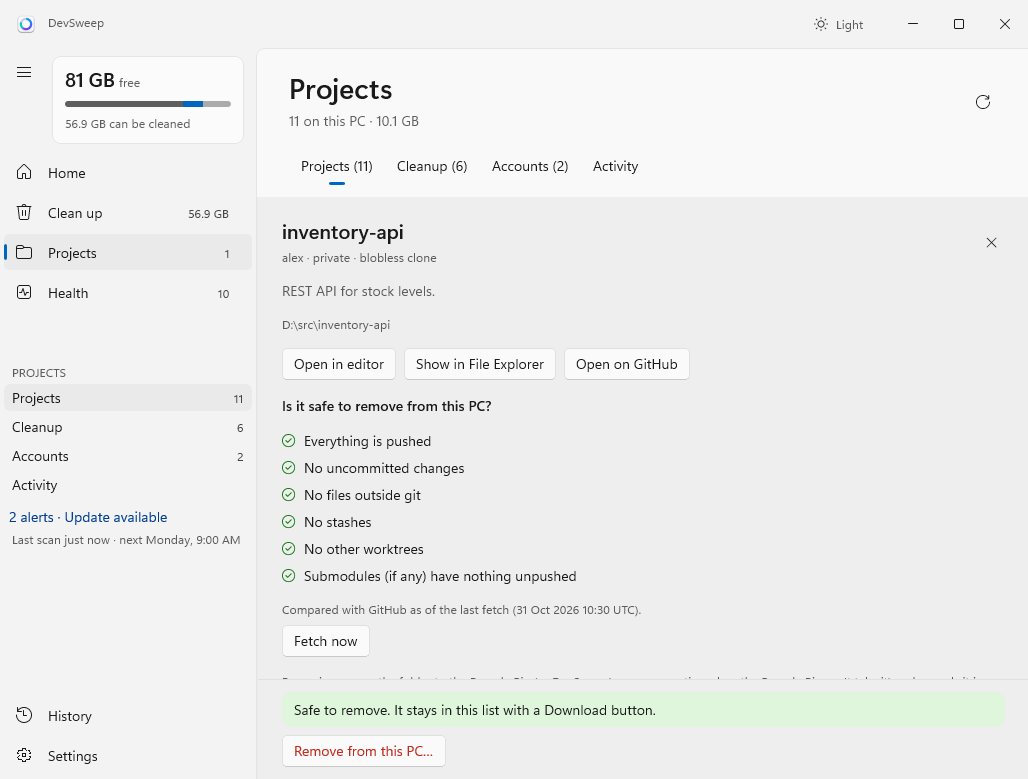 DevSweep
Light
81 GB free
56.9 GB can be cleaned
Home
Clean up 56.9 GB
Projects 1
Health 10
PROJECTS
Projects 11
Cleanup 6
Accounts 2
Activity
2 alerts · Update available
Last scan just now · next Monday, 9:00 AM
History
Settings
Projects
11 on this PC · 10.1 GB
Projects (11) Cleanup (6) Accounts (2) Activity
inventory-api
alex · private · blobless clone
REST API for stock levels.
D:\src\inventory-api
Open in editor Show in File Explorer Open on GitHub
Is it safe to remove from this PC?
Everything is pushed
No uncommitted changes
No files outside git
No stashes
No other worktrees
Submodules (if any) have nothing unpushed
Compared with GitHub as of the last fetch (31 Oct 2026 10:30 UTC).
Fetch now
Safe to remove. It stays in this list with a Download button.
Remove from this PC...